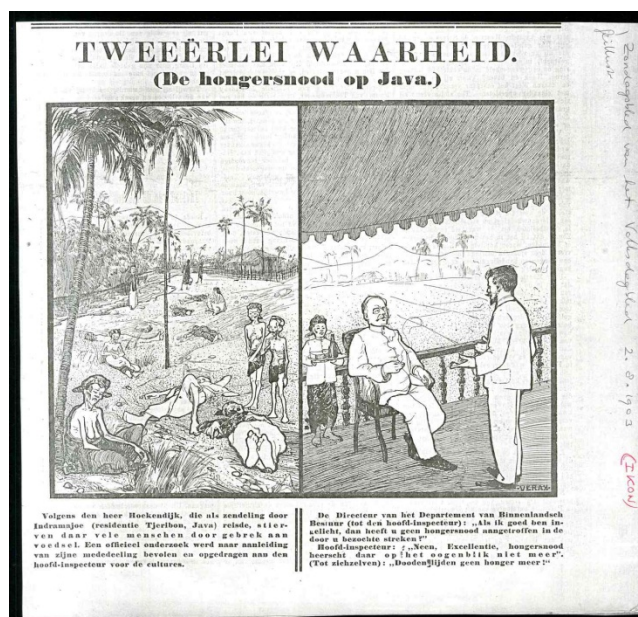 TWEEËRLEI WAARHEID.
(De hongersnood op Java.)
VERAN.
Volgens den heer Hoekendijk, die als zendeling door
Indramajoe (residentie Tjeribon, Java) reisde, stier-
ven daar vele menschen door gebrek aan
voedsel. Een officieel onderzoek werd naar aanleiding
van zijne mededeeling bevolen en opgedragen aan den
hoofd-inspecteur voor de cultures.
De Directeur van het Departement van Binnenlandsch
Bestuur (tot den hoofd-inspecteur): „Als ik goed ben in-
gelicht, dan heeft u geen hongersnood aangetroffen in de
door u bezochte streken?"
Hoofd-inspecteur: „Neen, Excellentie, hongersnood
heerscht daar op het oogenblik niet meer".
(Tot zichzelven): „Dooden lijden geen honger meer!"
Zondagsblad van het Volksdagblad 2.8.1903
(IKON)